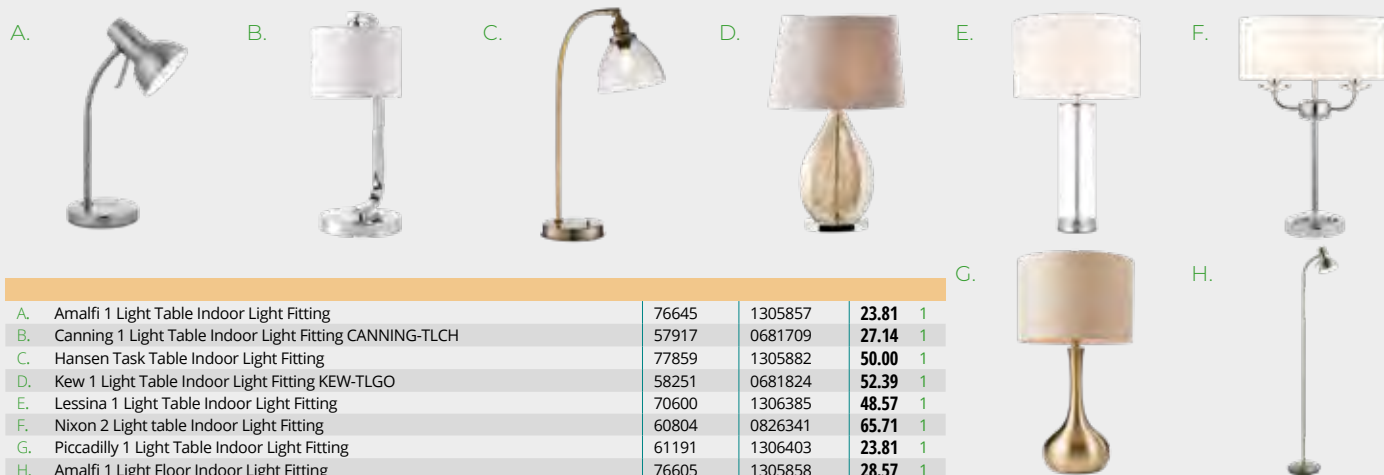 A.
B.
C.
D.
E.
F.
G.
H.
A. Amalfi 1 Light Table Indoor Light Fitting 76645 1305857 23.81 1
B. Canning 1 Light Table Indoor Light Fitting CANNING-TLCH 57917 0681709 27.14 1
C. Hansen Task Table Indoor Light Fitting 77859 1305882 50.00 1
D. Kew 1 Light Table Indoor Light Fitting KEW-TLGO 58251 0681824 52.39 1
E. Lessina 1 Light Table Indoor Light Fitting 70600 1306385 48.57 1
F. Nixon 2 Light table Indoor Light Fitting 60804 0826341 65.71 1
G. Piccadilly 1 Light Table Indoor Light Fitting 61191 1306403 23.81 1
H. Amalfi 1 Light Floor Indoor Light Fitting 76605 1305858 28.57 1